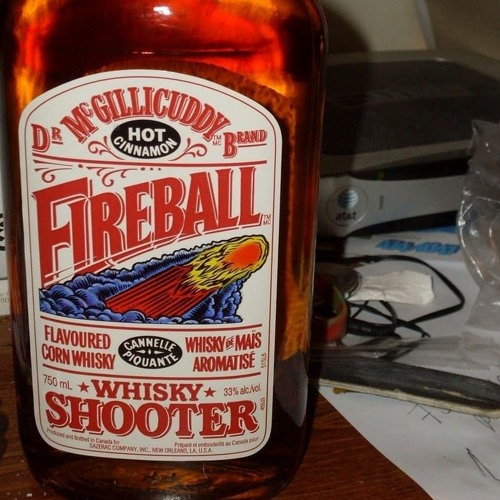 DR McGILLICUDDY TM MC BRAND
HOT
CINNAMON
FIREBALL TM MC
FLAVOURED
CORN WHISKY
CANNELLE
PIQUANTE
WHISKY DE MAÏS
AROMATISÉ
750 mL
WHISKY
33% alc./vol.
SHOOTER
Produced and Bottled in Canada for
Préparé et embouteillé au Canada pour
SAZERAC COMPANY, INC., NEW ORLEANS, LA, U.S.A.
at&t